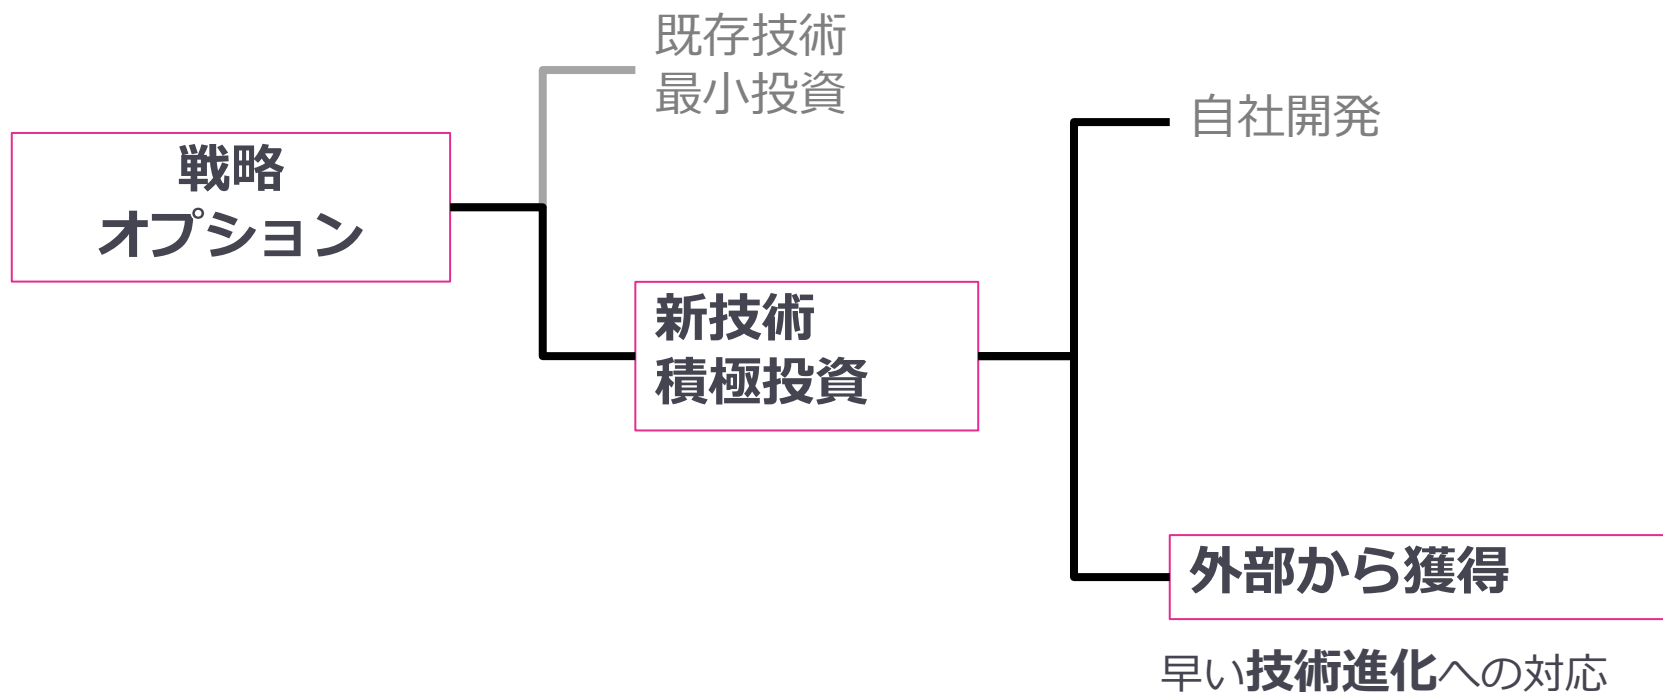 既存技術
最小投資
自社開発
戦略
オプション
新技術
積極投資
外部から獲得
早い技術進化への対応